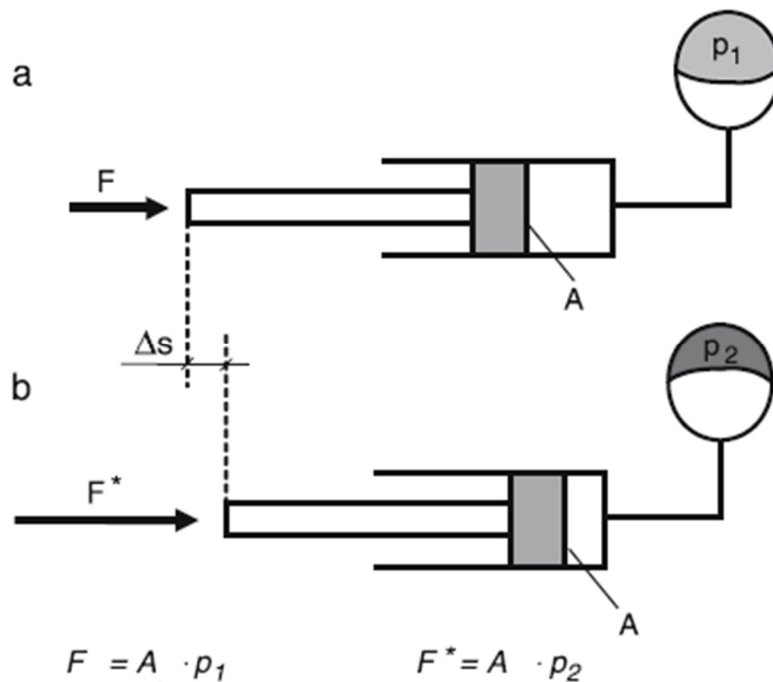 a
p₁
F
A
Δs
p₂
b
F*
A
F = A · p₁
F* = A · p₂